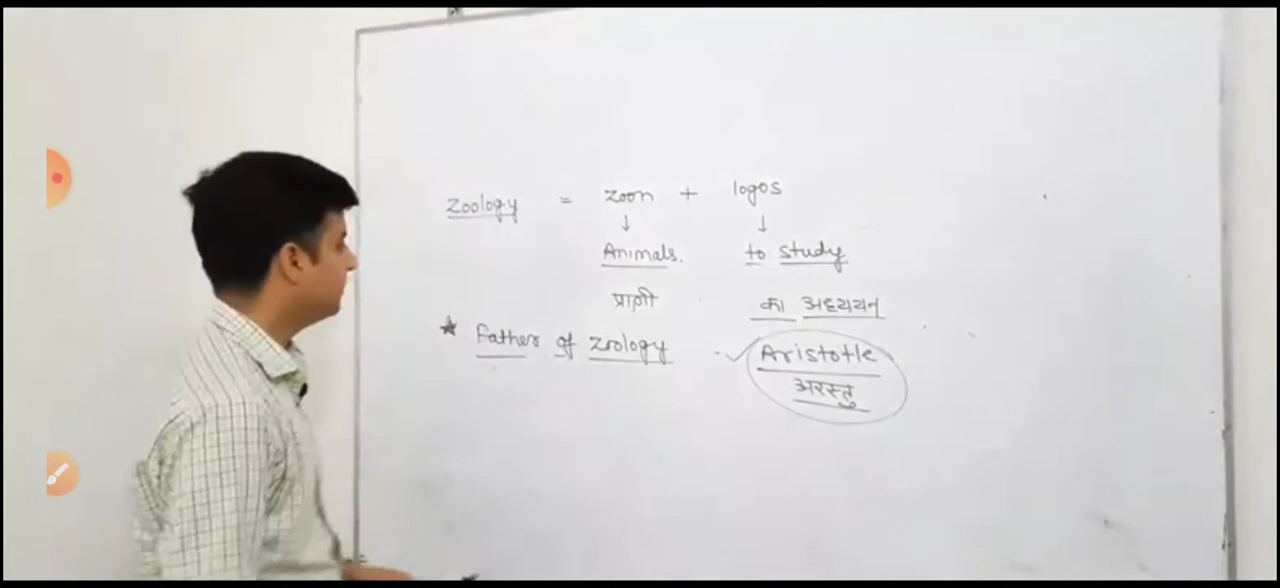 Zoology = zoon + logos
↓ ↓
Animals. to study
प्राणी का अध्ययन
★ Father of zoology ✓ Aristotle
अरस्तु